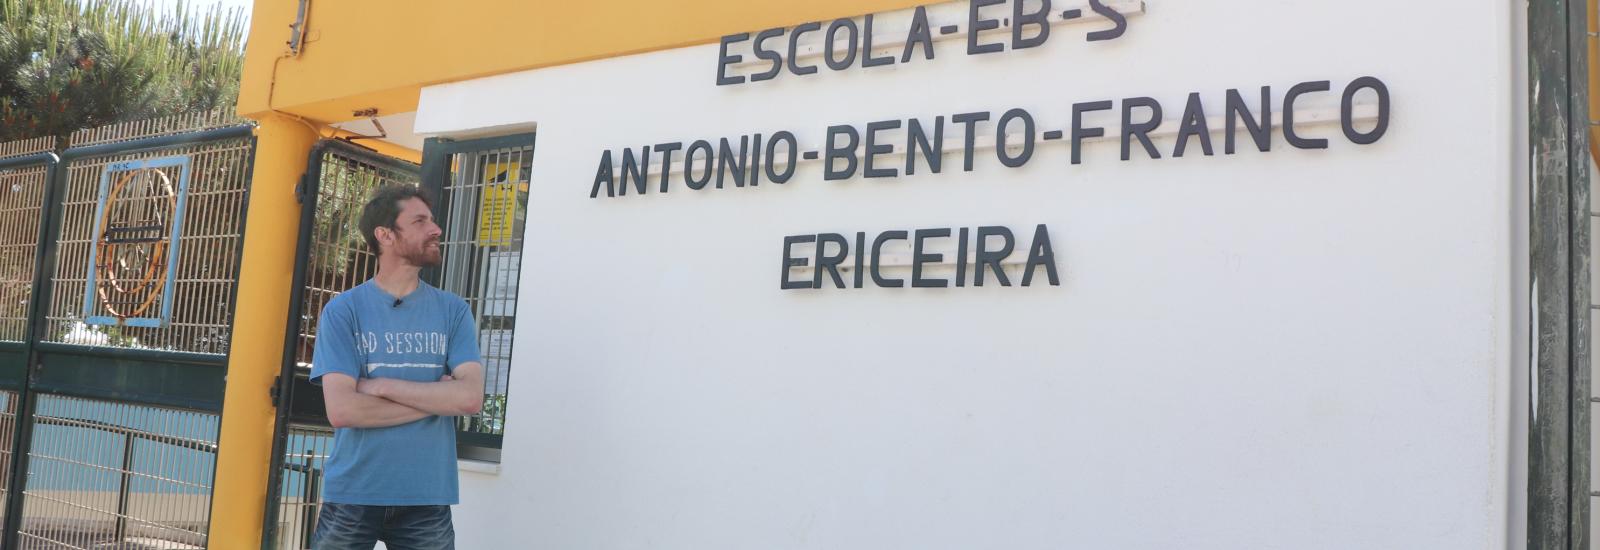 ESCOLA-EB-S
ANTONIO-BENTO-FRANCO
ERICEIRA
SESSION